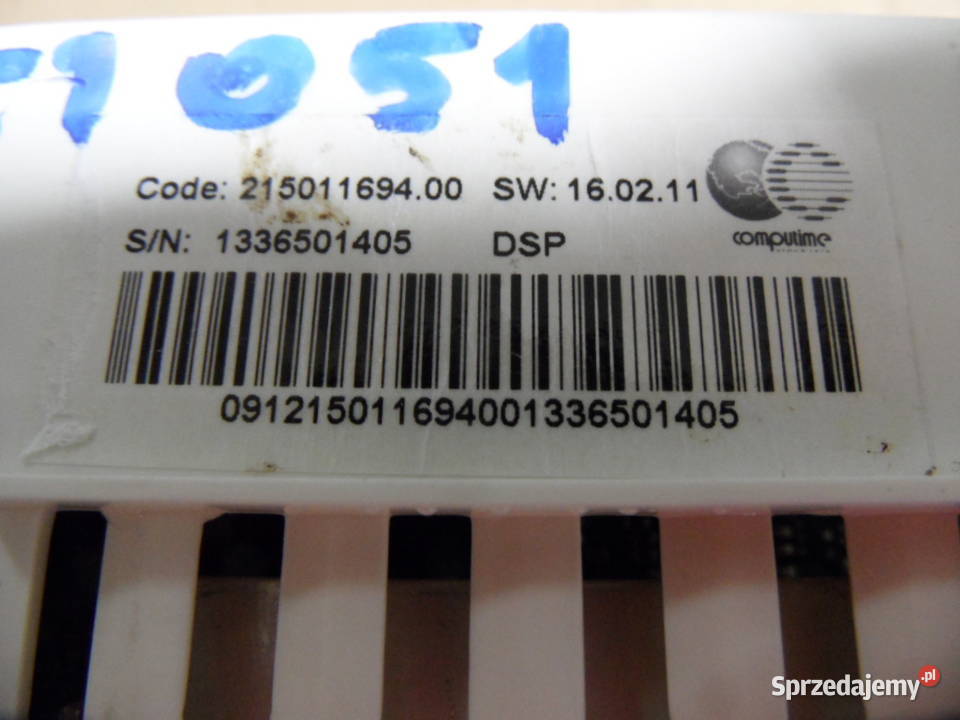 1051
Code: 215011694.00 SW: 16.02.11
computime
S/N: 1336501405 DSP
091215011694001336501405
Sprzedajemy.pl